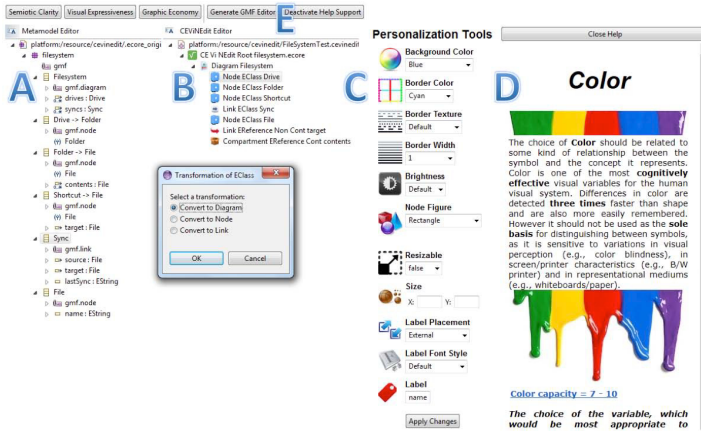 Semiotic Clarity Visual Expressiveness Graphic Economy Generate GMF Editor Deactivate Help Support
E
Metamodel Editor
platform:/resource/cevinedit/.ecore_origi
filesystem
gmf
Filesystem
gmf.diagram
drives : Drive
syncs : Sync
Drive -> Folder
gmf.node
Folder
Folder -> File
gmf.node
File
contents : File
Shortcut -> File
gmf.node
File
target : File
Sync
gmf.link
source : File
target : File
lastSync : EString
File
gmf.node
name : EString
A
CEViNEdit Editor
platform:/resource/cevinedit/FileSystemTest.cevinedit
CE Vi NEdit Root filesystem.ecore
Diagram Filesystem
Node EClass Drive
Node EClass Folder
Node EClass Shortcut
Link EClass Sync
Node EClass File
Link EReference Non Cont target
Compartment EReference Cont contents
B
Transformation of EClass
x
Select a transformation:
Convert to Diagram
Convert to Node
Convert to Link
OK Cancel
Personalization Tools
Background Color
Blue
Border Color
Cyan
Border Texture
Default
Border Width
1
Brightness
Default
Node Figure
Rectangle
Resizable
false
Size
X: Y:
Label Placement
External
Label Font Style
Default
Label
name
Apply Changes
C
Close Help
D
Color
The choice of Color should be related to
some kind of relationship between the
symbol and the concept it represents.
Color is one of the most cognitively
effective visual variables for the human
visual system. Differences in color are
detected three times faster than shape
and are also more easily remembered.
However it should not be used as the sole
basis for distinguishing between symbols,
as it is sensitive to variations in visual
perception (e.g., color blindness), in
screen/printer characteristics (e.g., B/W
printer) and in representational mediums
(e.g., whiteboards/paper).
Color capacity = 7 - 10
The choice of the variable, which
would be most appropriate to